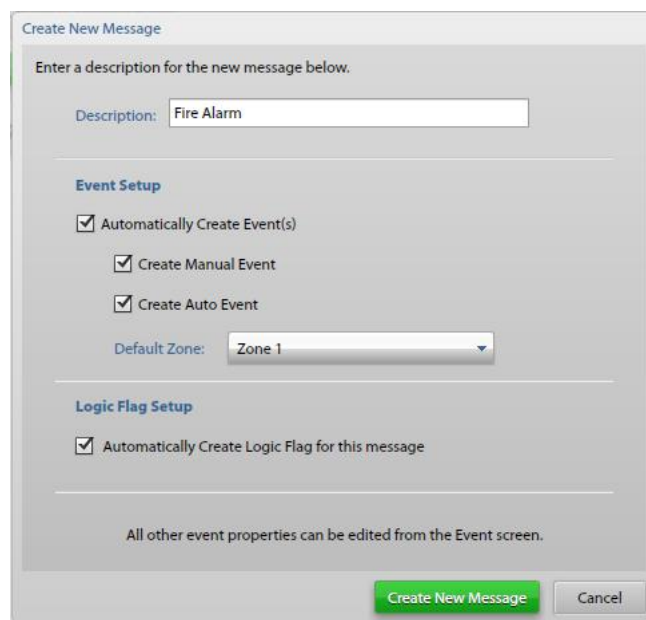 Create New Message
Enter a description for the new message below.
Description: Fire Alarm
Event Setup
Automatically Create Event(s)
Create Manual Event
Create Auto Event
Default Zone: Zone 1
Logic Flag Setup
Automatically Create Logic Flag for this message
All other event properties can be edited from the Event screen.
Create New Message Cancel